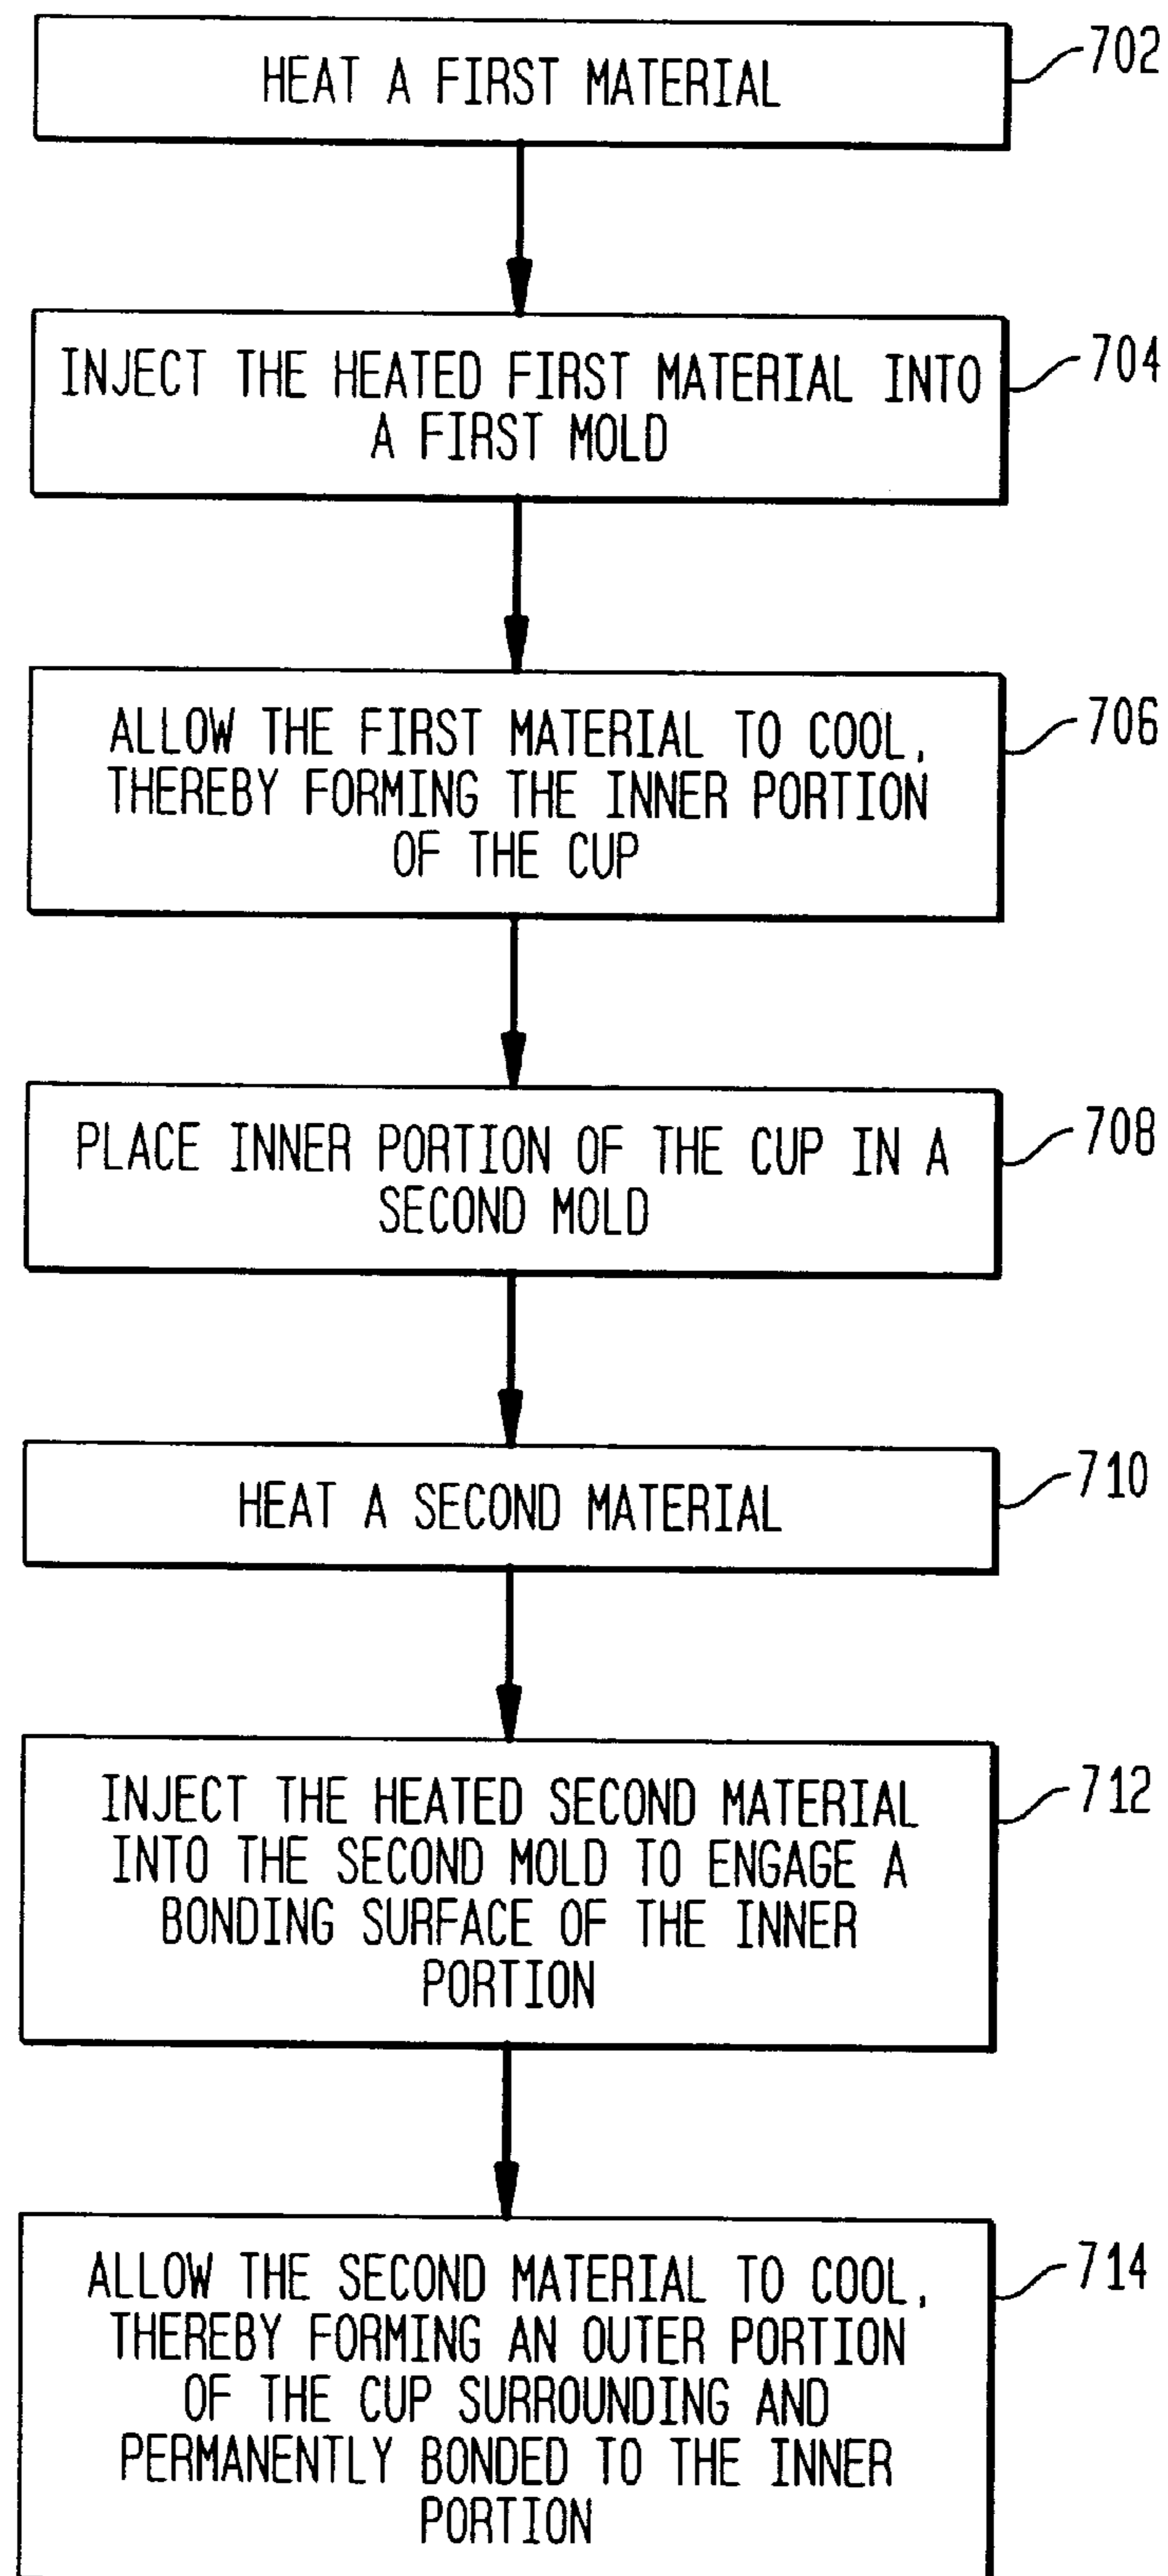 HEAT A FIRST MATERIAL
702
INJECT THE HEATED FIRST MATERIAL INTO
A FIRST MOLD
704
ALLOW THE FIRST MATERIAL TO COOL,
THEREBY FORMING THE INNER PORTION
OF THE CUP
706
PLACE INNER PORTION OF THE CUP IN A
SECOND MOLD
708
HEAT A SECOND MATERIAL
710
INJECT THE HEATED SECOND MATERIAL
INTO THE SECOND MOLD TO ENGAGE A
BONDING SURFACE OF THE INNER
PORTION
712
ALLOW THE SECOND MATERIAL TO COOL,
THEREBY FORMING AN OUTER PORTION
OF THE CUP SURROUNDING AND
PERMANENTLY BONDED TO THE INNER
PORTION
714